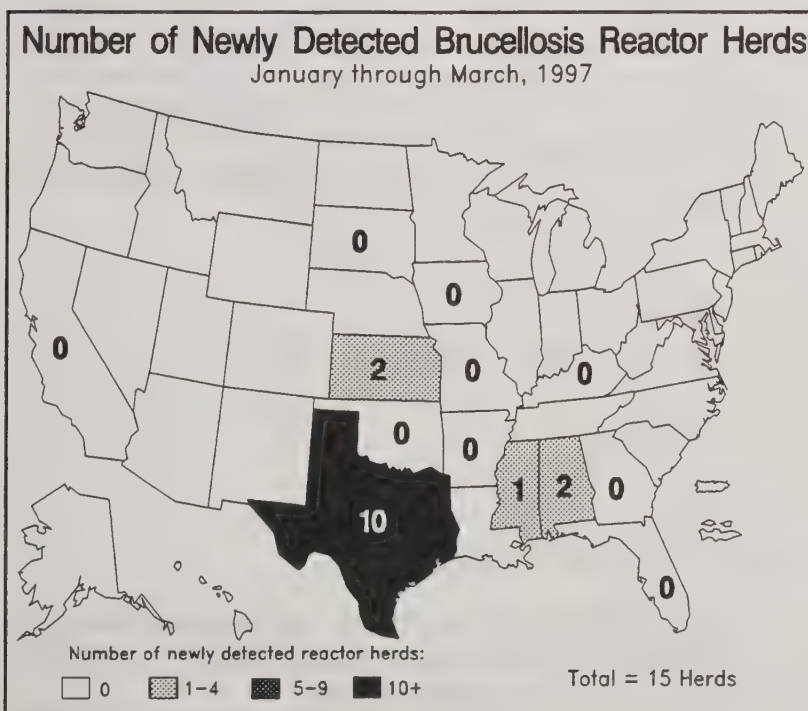 Number of Newly Detected Brucellosis Reactor Herds
January through March, 1997
0
0
0
2
0
0
0
0
1
2
0
10
0
Number of newly detected reactor herds:
0 1-4 5-9 10+
Total = 15 Herds